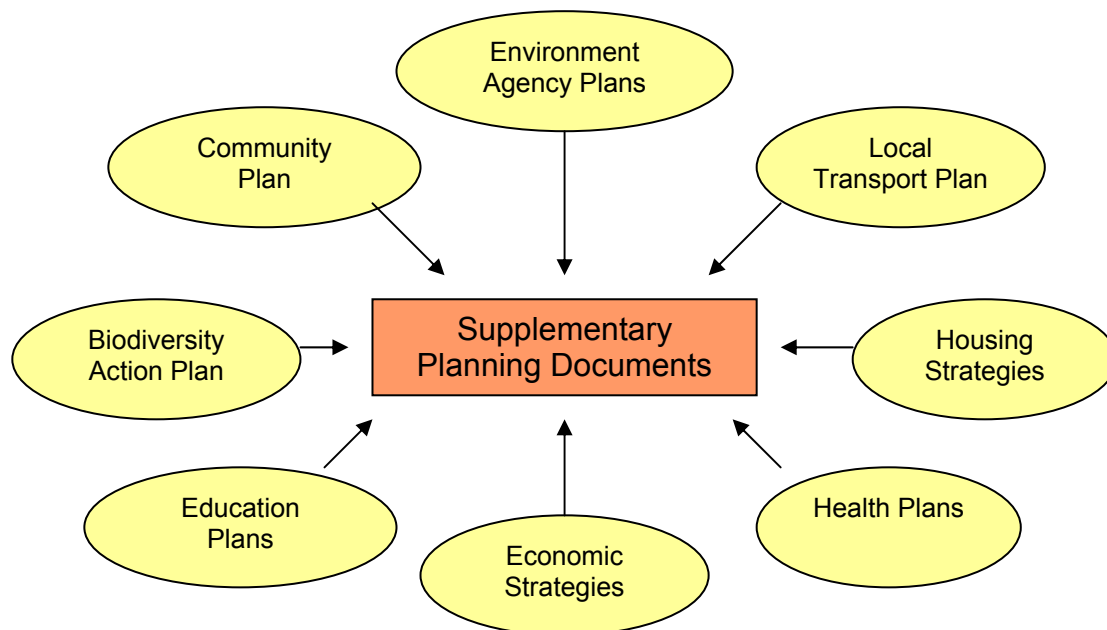 Environment
Agency Plans
Community
Plan
Local
Transport Plan
Supplementary
Planning Documents
Biodiversity
Action Plan
Housing
Strategies
Education
Plans
Health Plans
Economic
Strategies